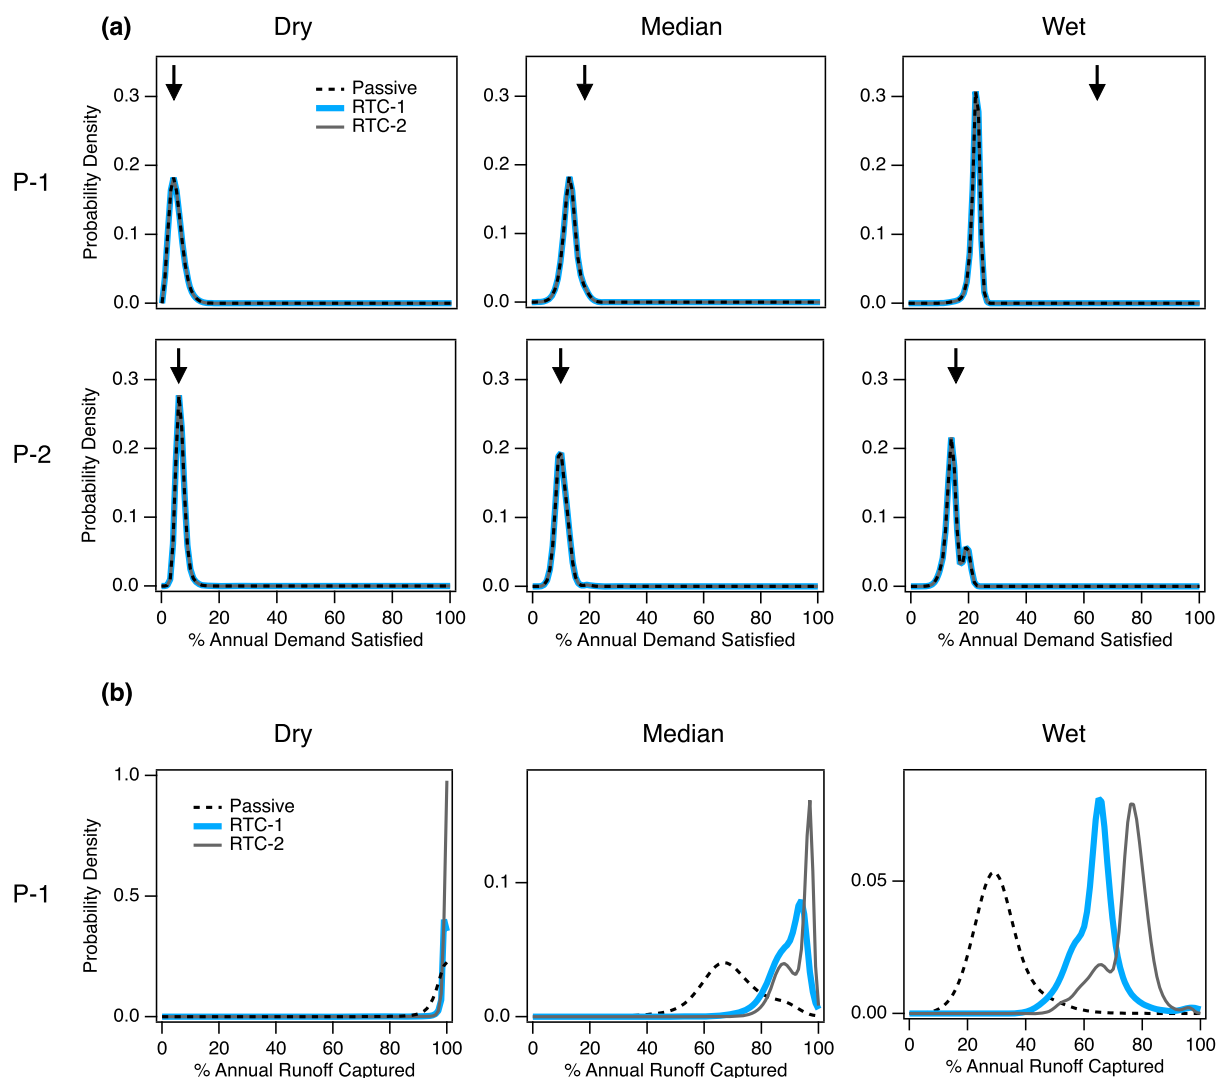 (a) Dry Median Wet
P-1
Probability Density
0.3
0.2
0.1
0.0
Passive
RTC-1
RTC-2
0.3
0.2
0.1
0.0
0.3
0.2
0.1
0.0
P-2
Probability Density
0.3
0.2
0.1
0.0
0 20 40 60 80 100
% Annual Demand Satisfied
0.3
0.2
0.1
0.0
0 20 40 60 80 100
% Annual Demand Satisfied
0.3
0.2
0.1
0.0
0 20 40 60 80 100
% Annual Demand Satisfied
(b)
Dry Median Wet
P-1
Probability Density
1.0
0.5
0.0
Passive
RTC-1
RTC-2
0 20 40 60 80 100
% Annual Runoff Captured
0.1
0.0
0 20 40 60 80 100
% Annual Runoff Captured
0.05
0.00
0 20 40 60 80 100
% Annual Runoff Captured